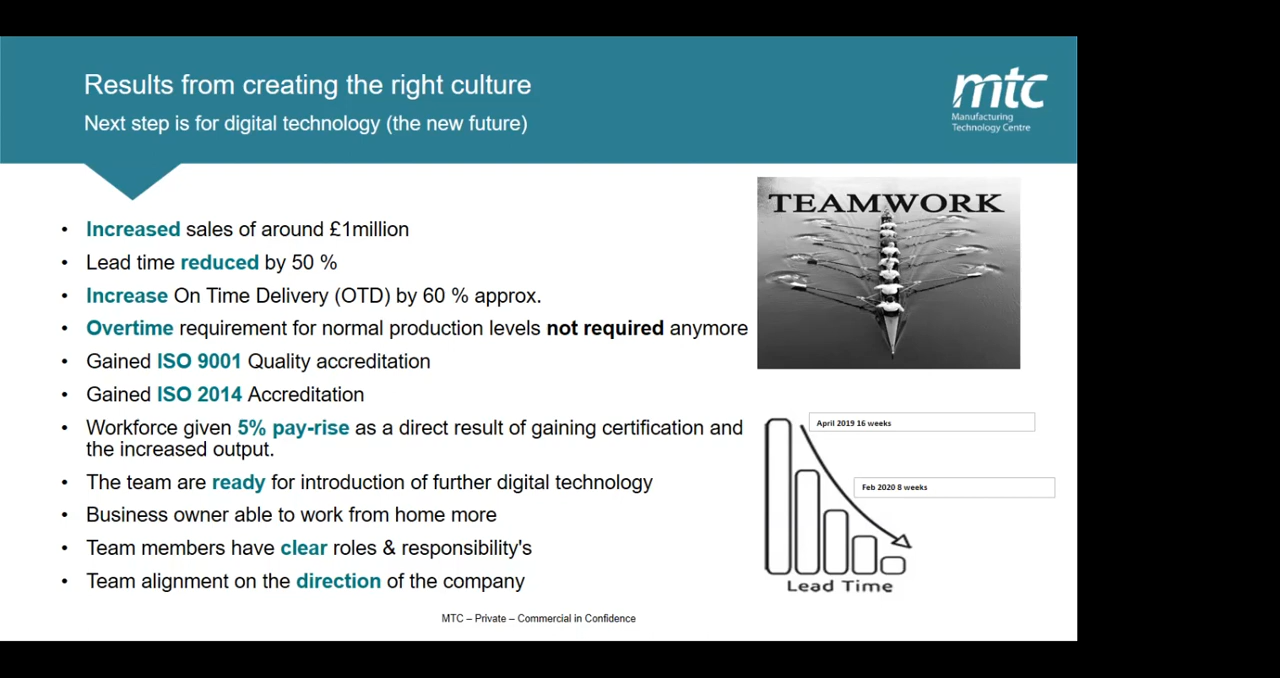 Results from creating the right culture
Next step is for digital technology (the new future)
mtc
Manufacturing
Technology Centre
• Increased sales of around £1million
• Lead time reduced by 50 %
• Increase On Time Delivery (OTD) by 60 % approx.
• Overtime requirement for normal production levels not required anymore
• Gained ISO 9001 Quality accreditation
• Gained ISO 2014 Accreditation
• Workforce given 5% pay-rise as a direct result of gaining certification and
the increased output.
• The team are ready for introduction of further digital technology
• Business owner able to work from home more
• Team members have clear roles & responsibility's
• Team alignment on the direction of the company
TEAMWORK
April 2019 16 weeks
Feb 2020 8 weeks
Lead Time
MTC – Private – Commercial in Confidence